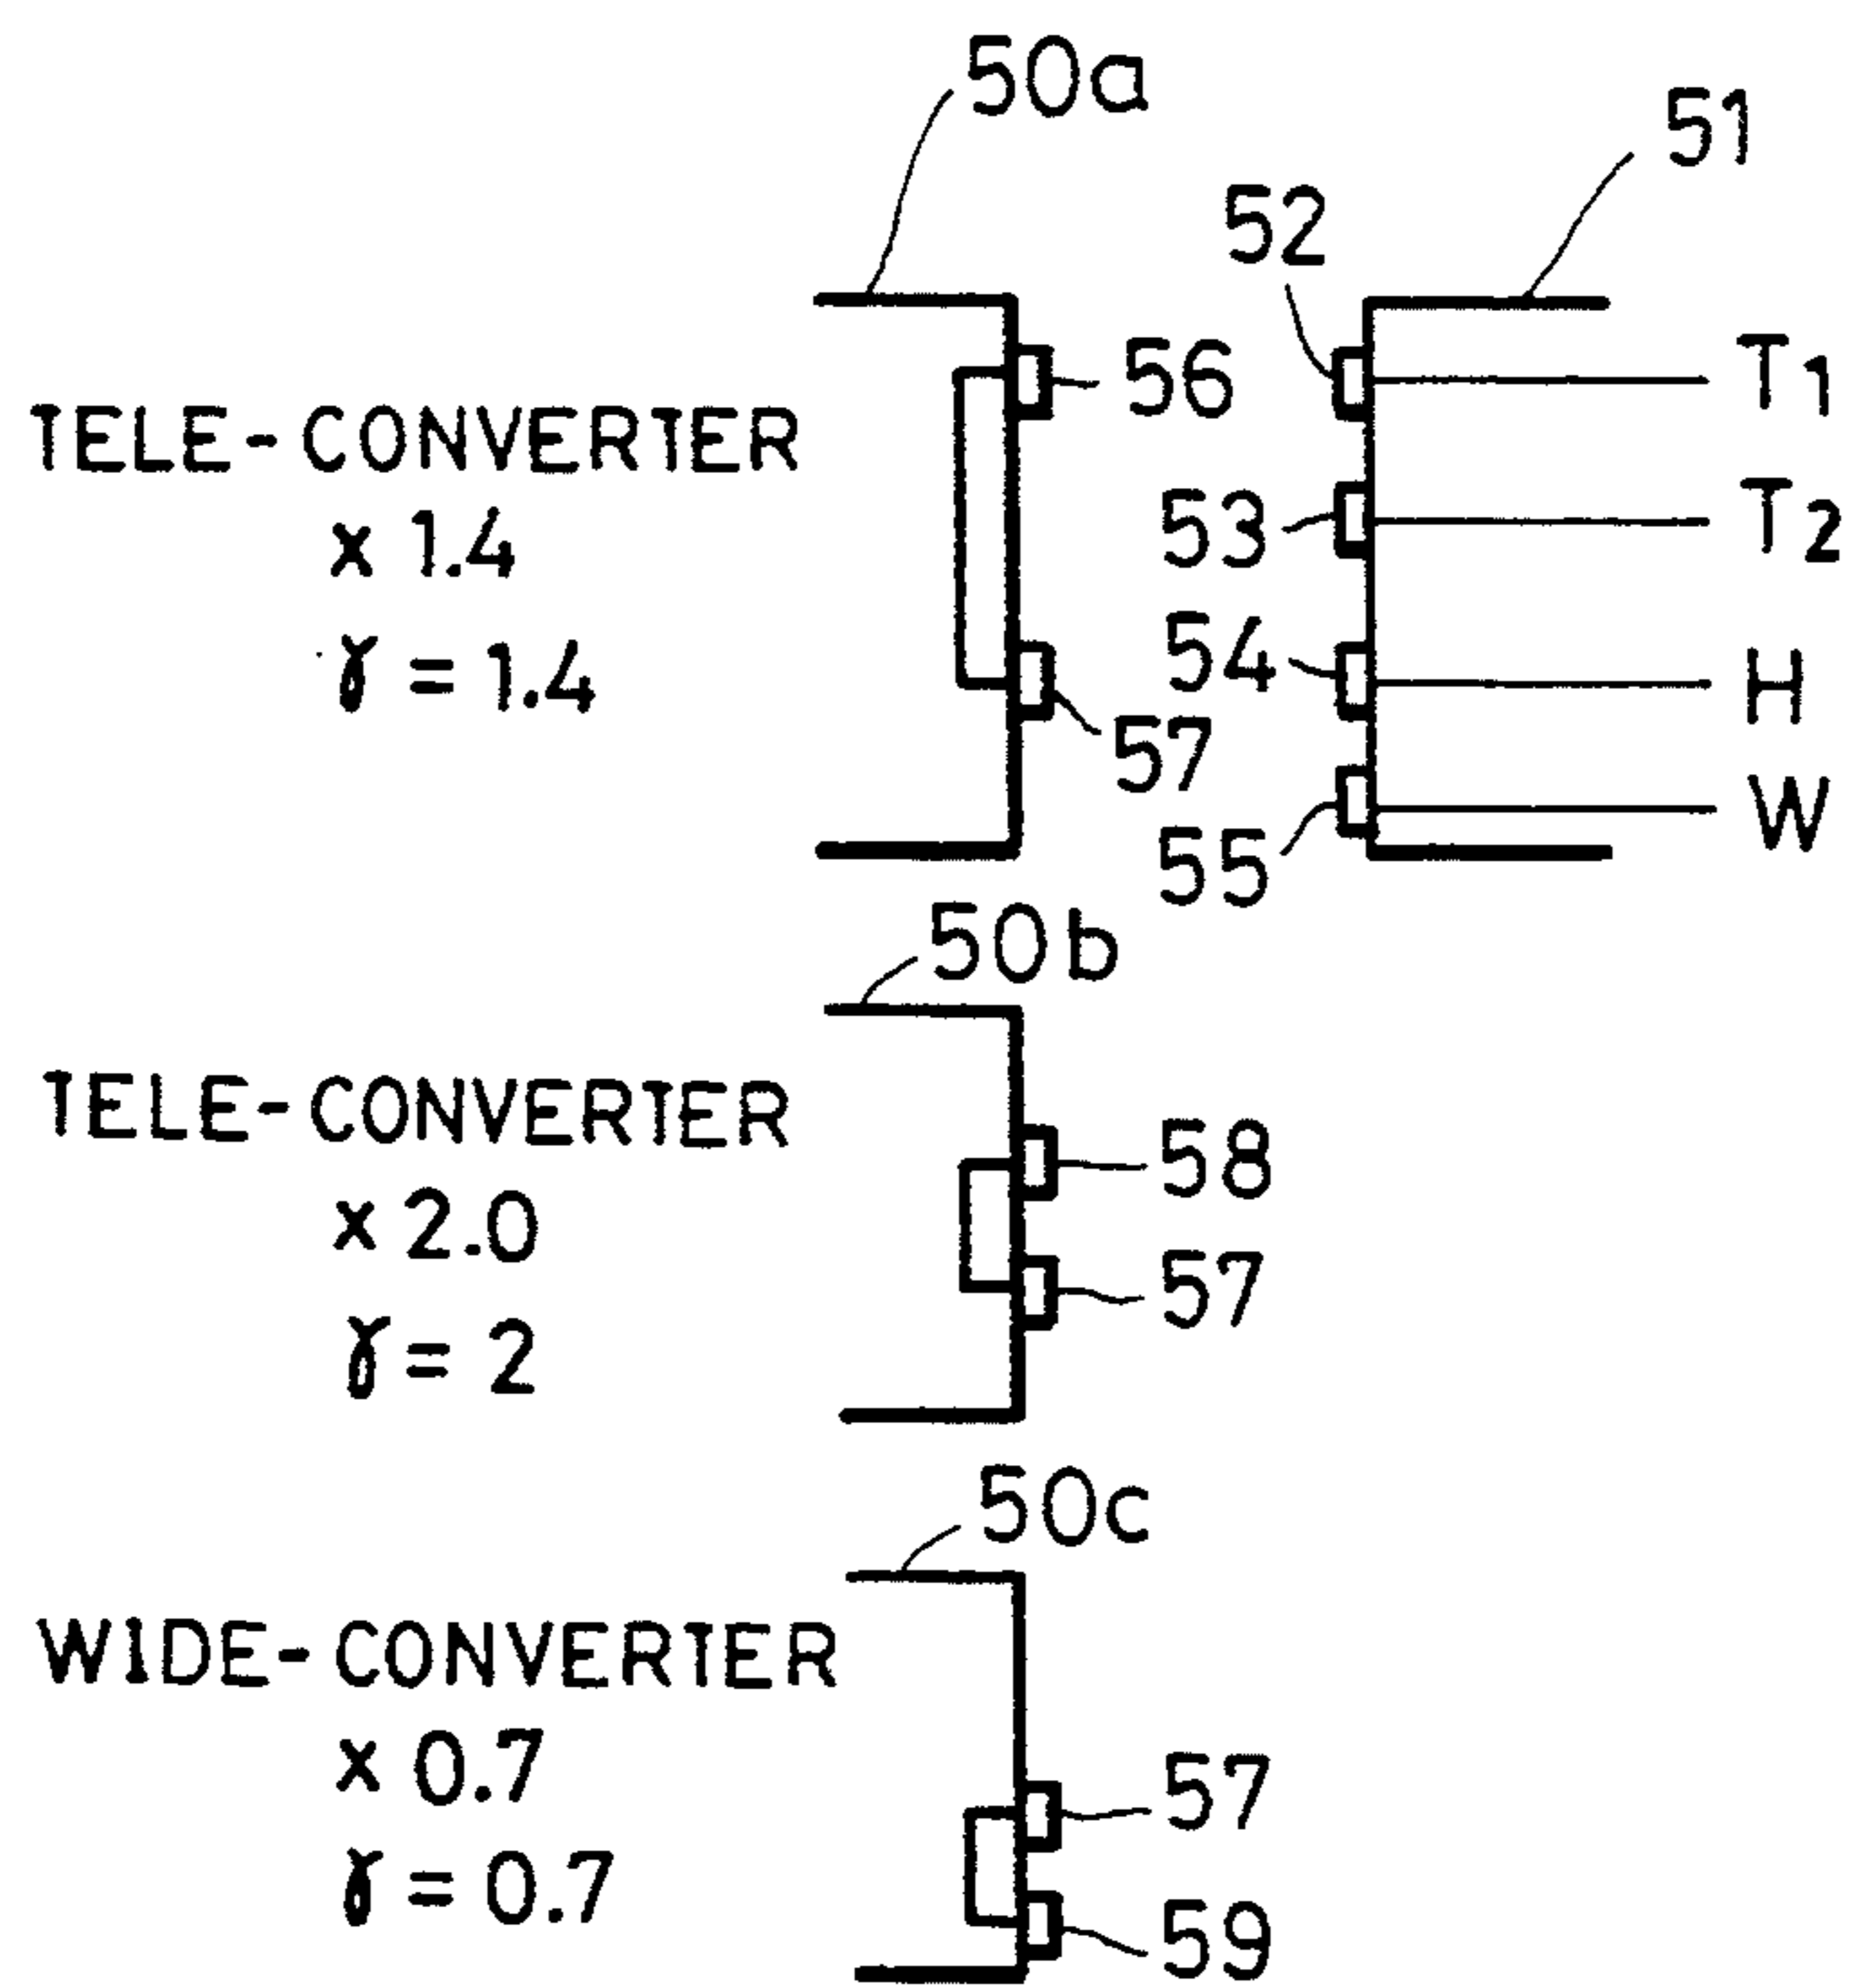 50a
51
52
56
T1
TELE-CONVERTER
x 1.4
γ = 1.4
53
T2
54
H
57
55
W
50b
TELE-CONVERTER
x 2.0
γ = 2
58
57
50c
WIDE-CONVERTER
x 0.7
γ = 0.7
57
59